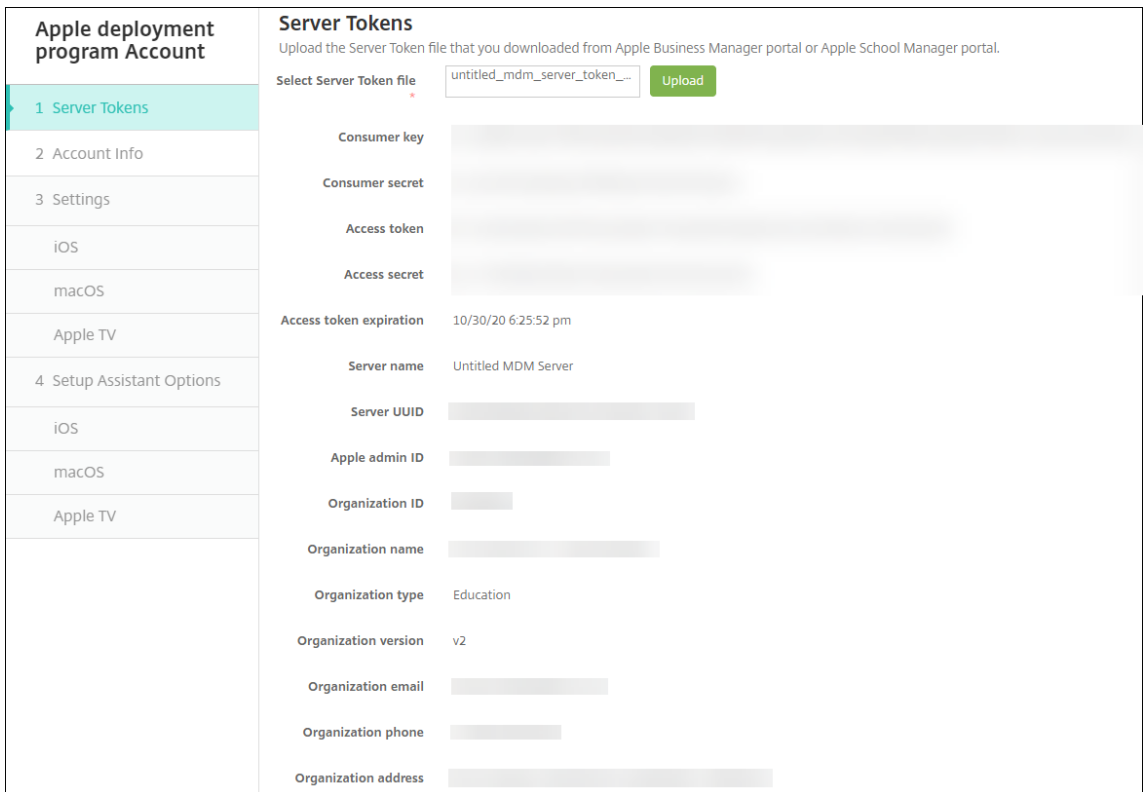 Apple deployment
program Account
1 Server Tokens
2 Account Info
3 Settings
iOS
macOS
Apple TV
4 Setup Assistant Options
iOS
macOS
Apple TV
Server Tokens
Upload the Server Token file that you downloaded from Apple Business Manager portal or Apple School Manager portal.
Select Server Token file untitled_mdm_server_token_... Upload
*
Consumer key
Consumer secret
Access token
Access secret
Access token expiration 10/30/20 6:25:52 pm
Server name Untitled MDM Server
Server UUID
Apple admin ID
Organization ID
Organization name
Organization type Education
Organization version v2
Organization email
Organization phone
Organization address